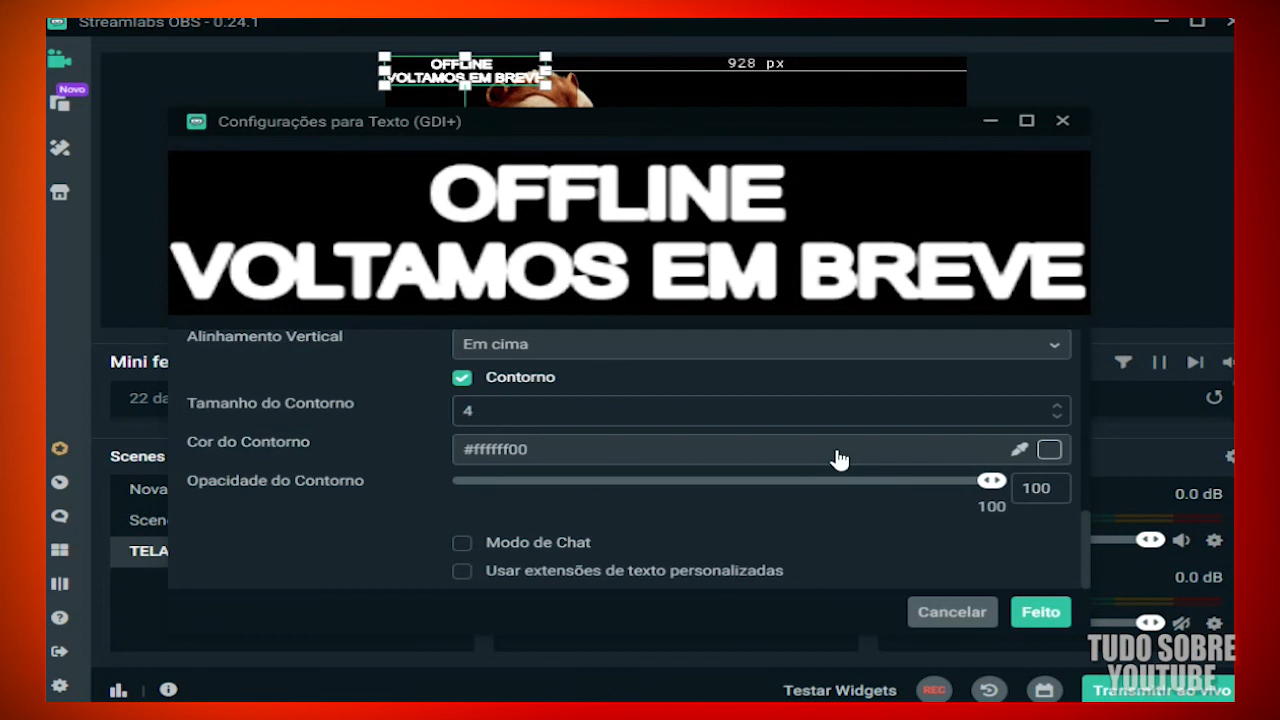 Streamlabs OBS - 0.24.1
OFFLINE
VOLTAMOS EM BREVE
928 px
Novo
Configurações para Texto (GDI+)
OFFLINE
VOLTAMOS EM BREVE
Alinhamento Vertical
Em cima
Mini fe
Contorno
22 da
Tamanho do Contorno
4
Cor do Contorno
#ffffff00
Scenes
Opacidade do Contorno
100
100
Nova
0.0 dB
Scen
Modo de Chat
TELA
Usar extensões de texto personalizadas
0.0 dB
Cancelar
Feito
TUDO SOBRE
YOUTUBE
Testar Widgets
REC
Transmitir ao vivo